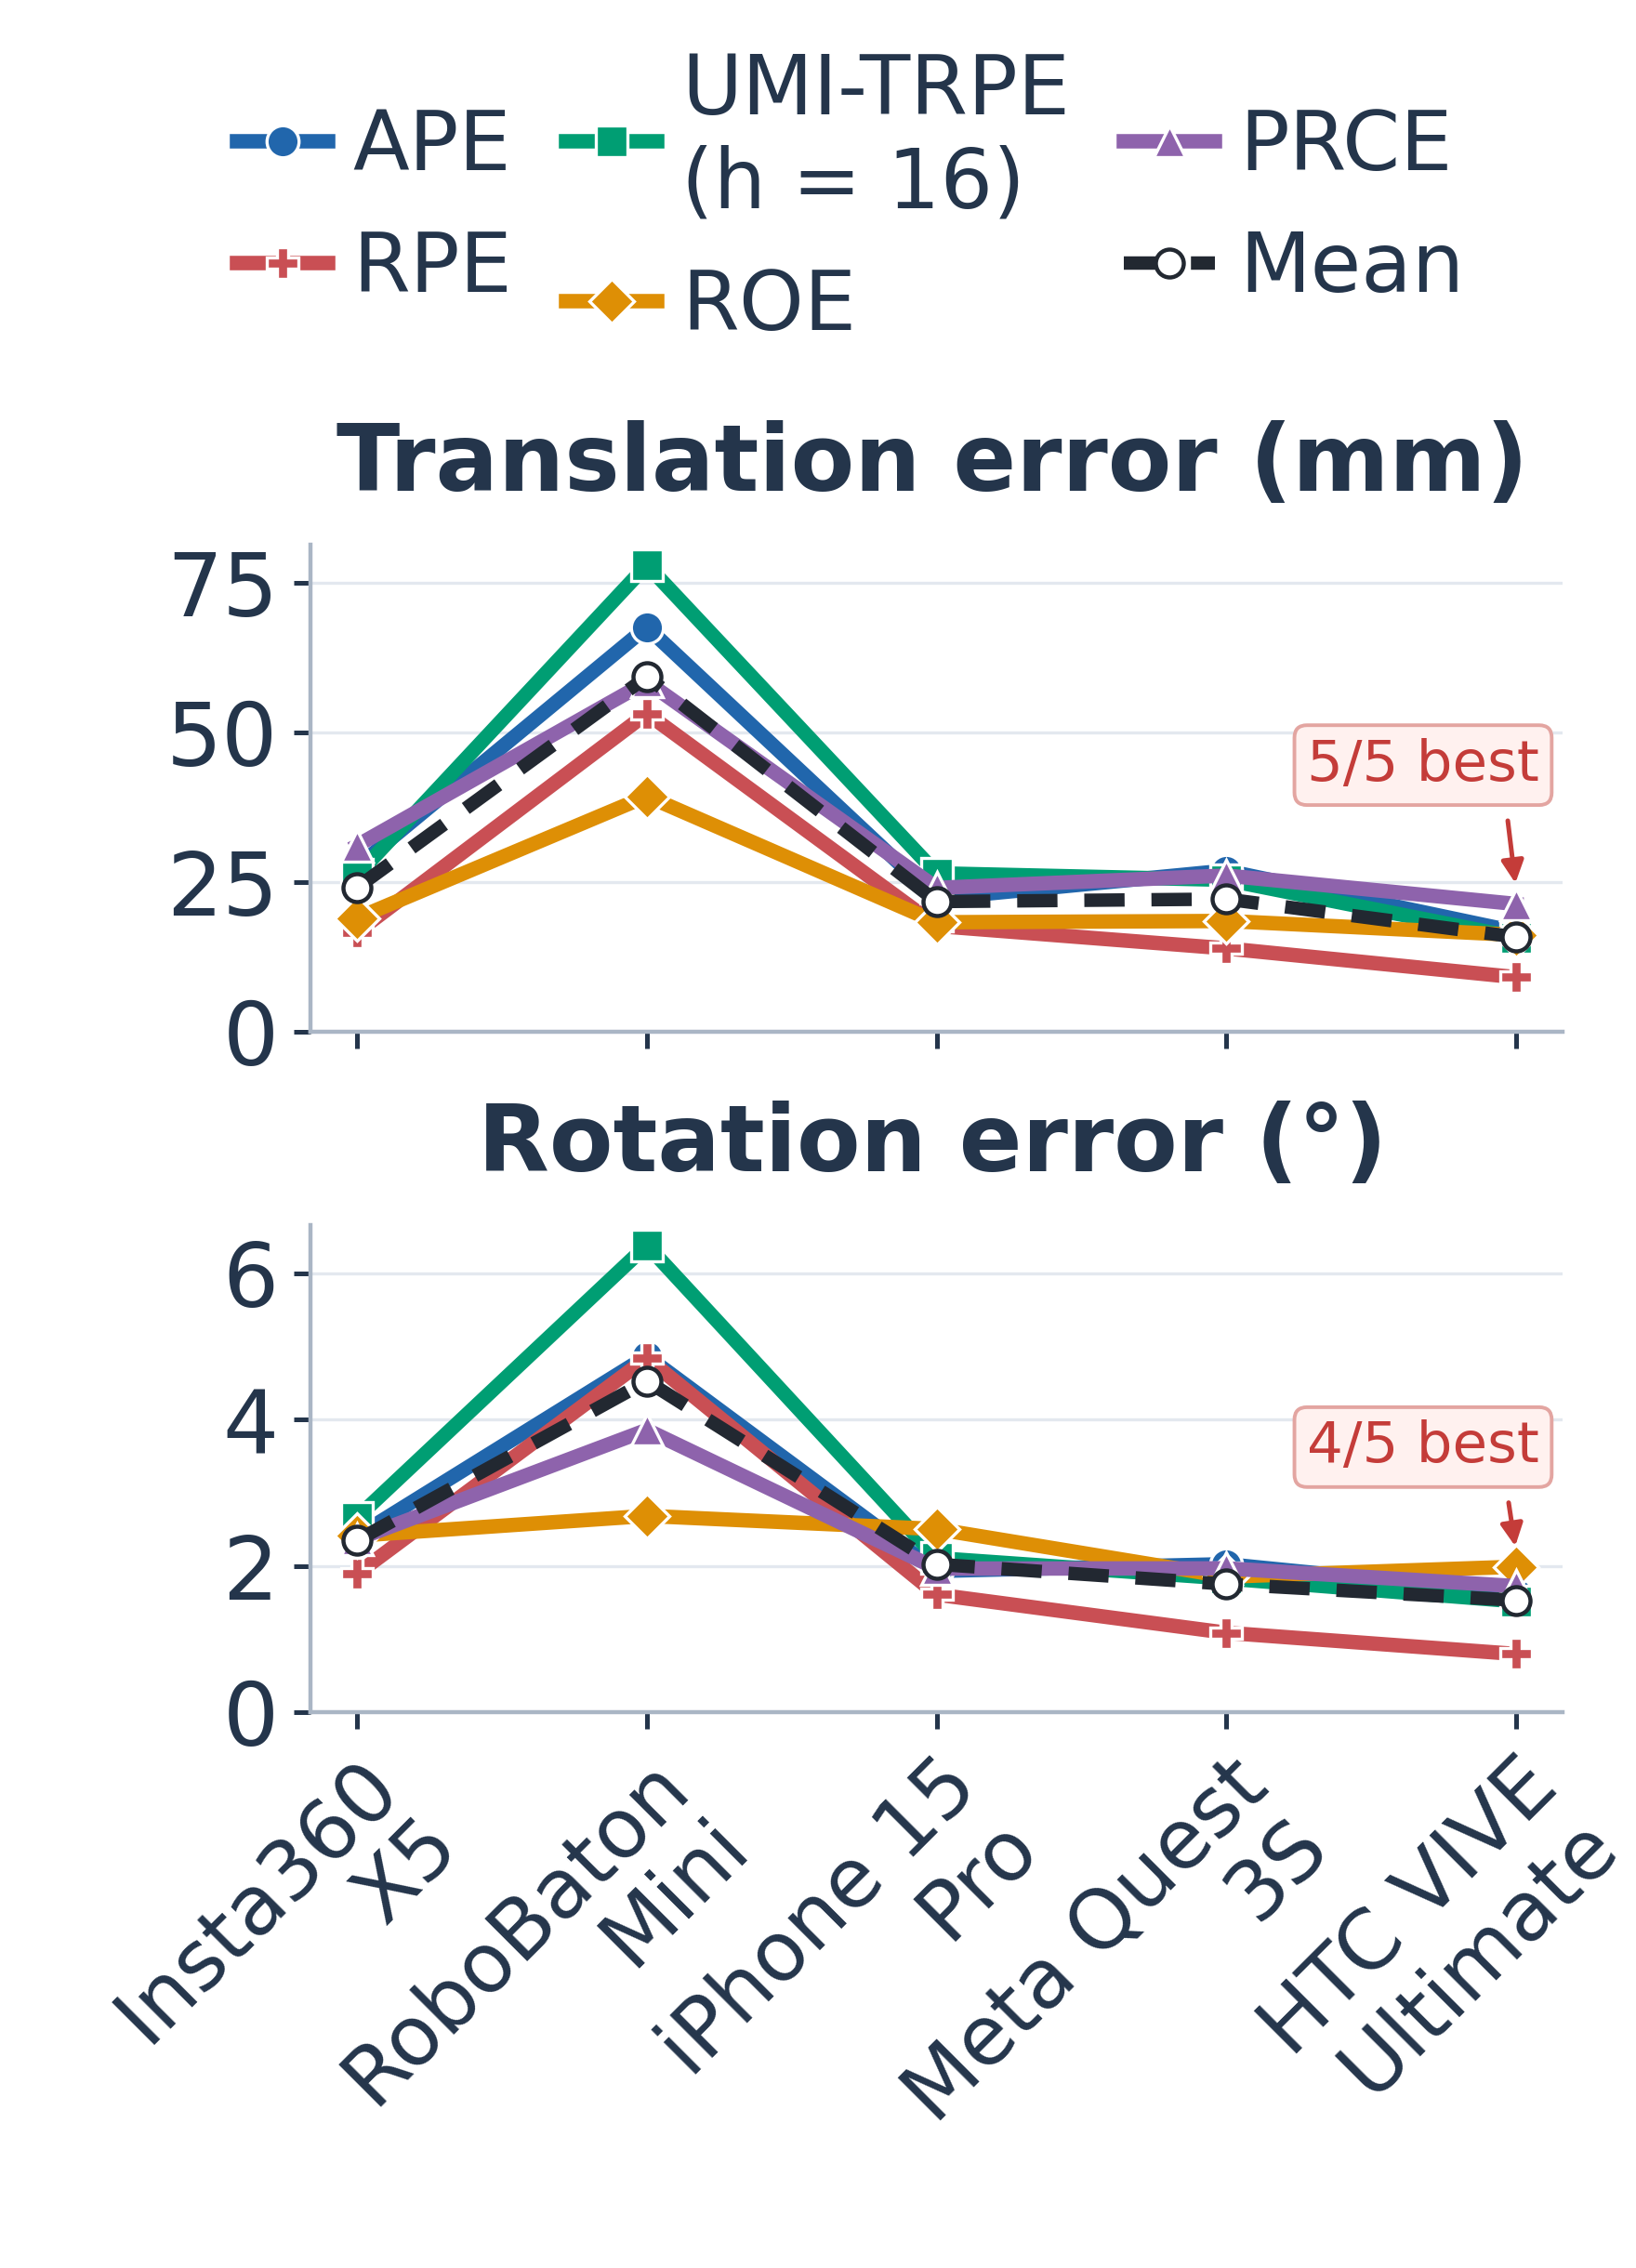 APE
RPE
UMI-TRPE
(h = 16)
ROE
PRCE
Mean
Translation error (mm)
75
50
25
0
5/5 best
Rotation error (°)
6
4
2
0
4/5 best
Insta360
X5
RoboBaton
Mini
iPhone 15
Pro
Meta Quest
3S
HTC VIVE
Ultimate